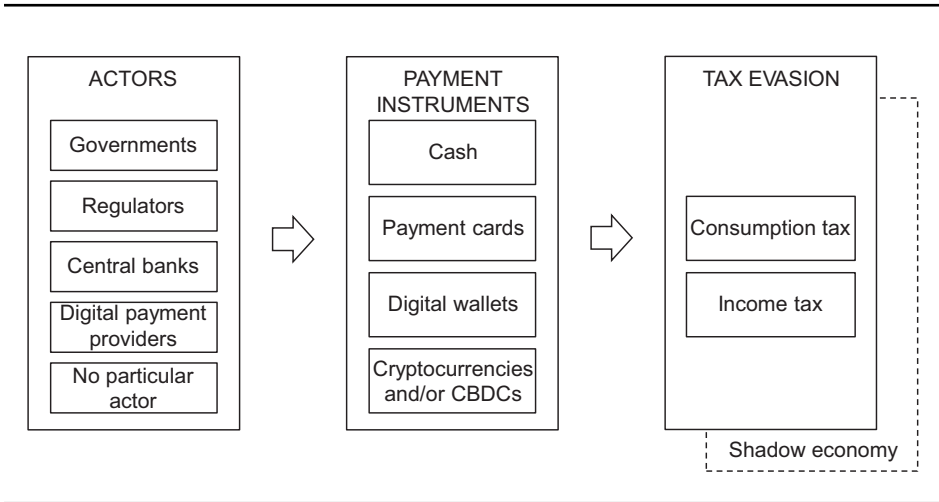 ACTORS
Governments
Regulators
Central banks
Digital payment
providers
No particular
actor
PAYMENT
INSTRUMENTS
Cash
Payment cards
Digital wallets
Cryptocurrencies
and/or CBDCs
TAX EVASION
Consumption tax
Income tax
Shadow economy